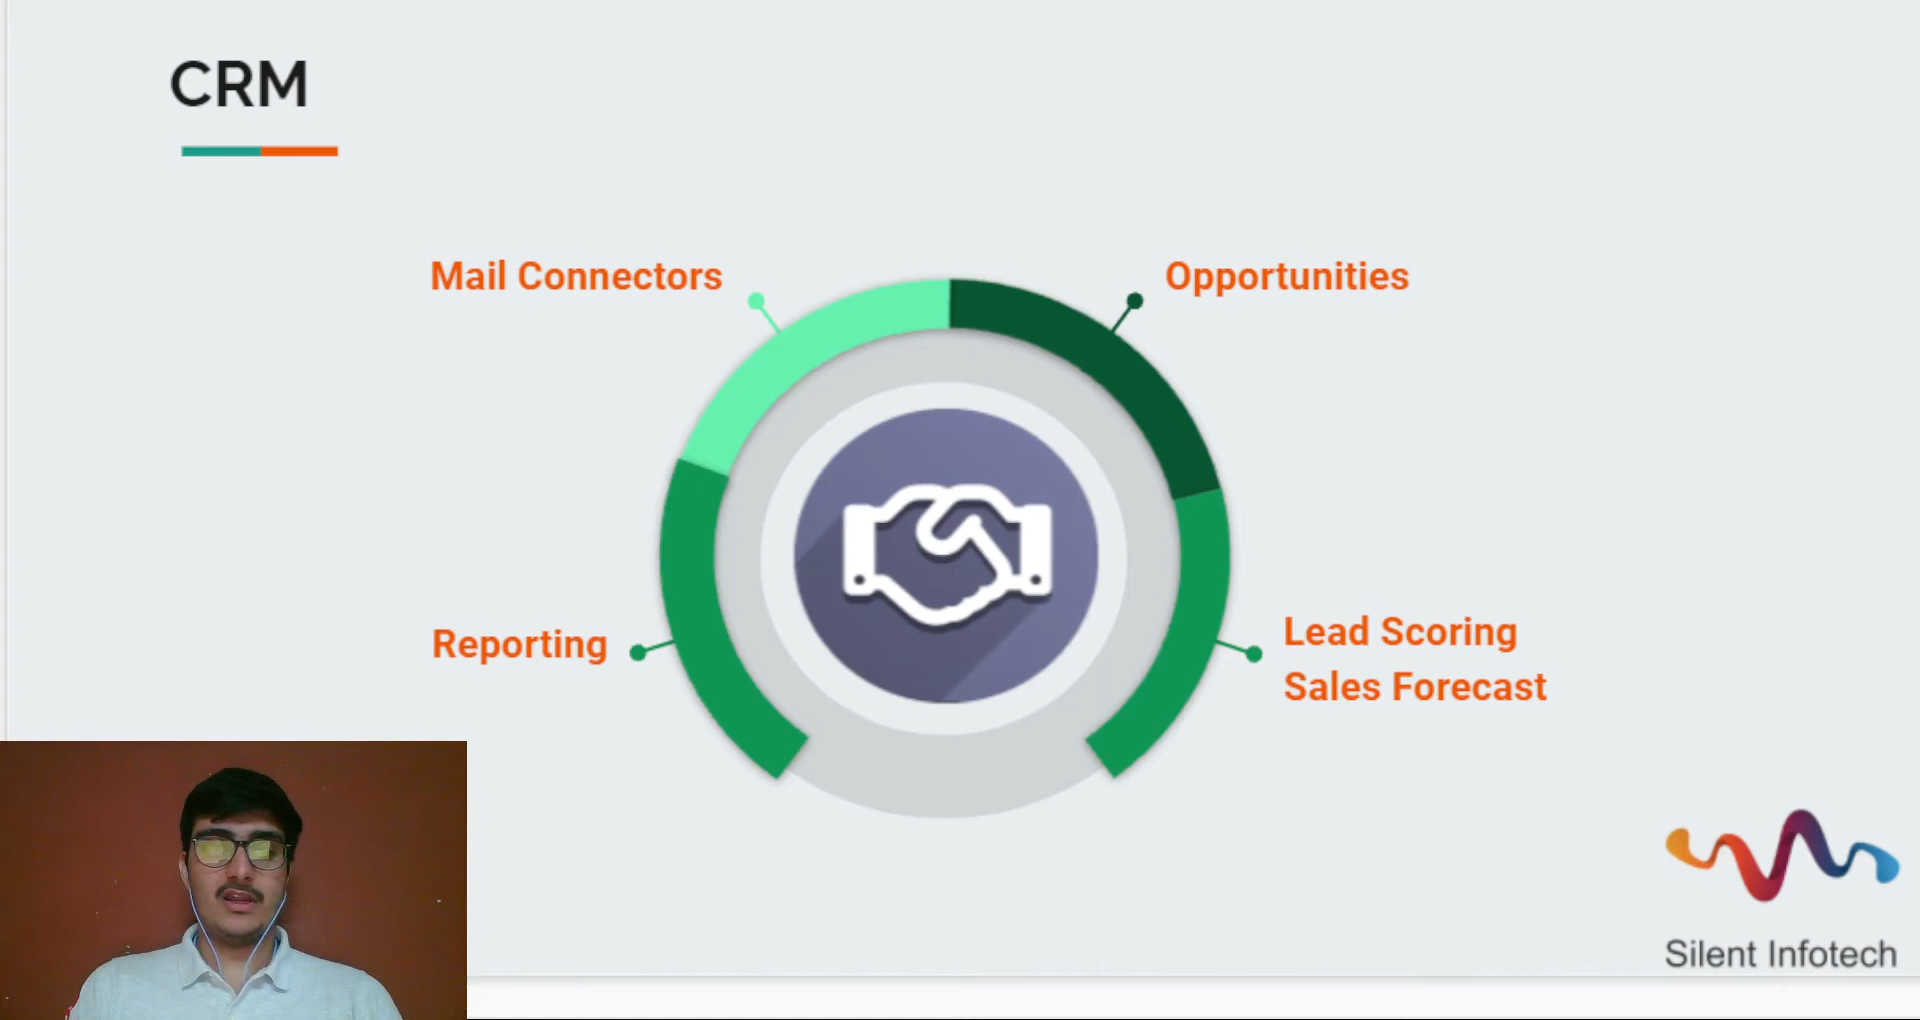 CRM
Mail Connectors
Opportunities
Reporting
Lead Scoring
Sales Forecast
Silent Infotech